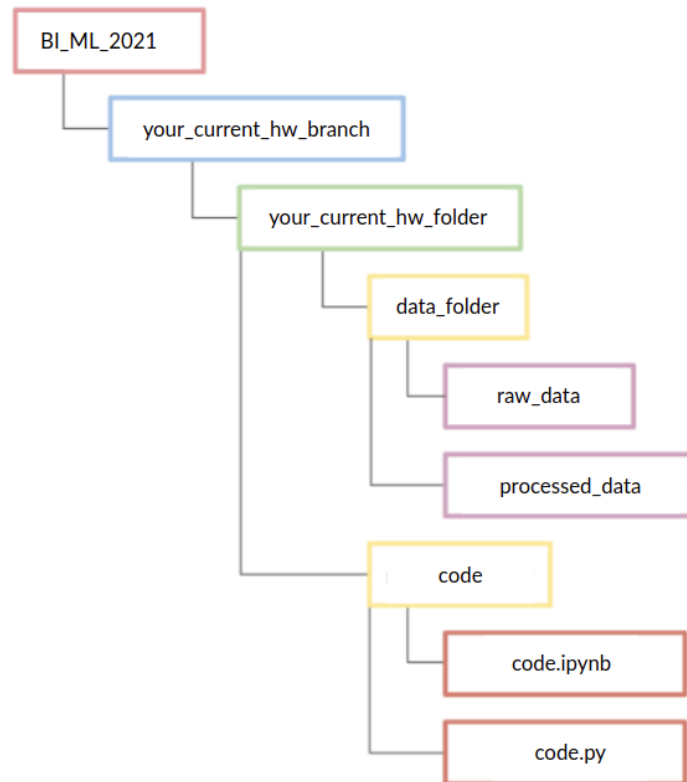 BI_ML_2021
your_current_hw_branch
your_current_hw_folder
data_folder
raw_data
processed_data
code
code.ipynb
code.py